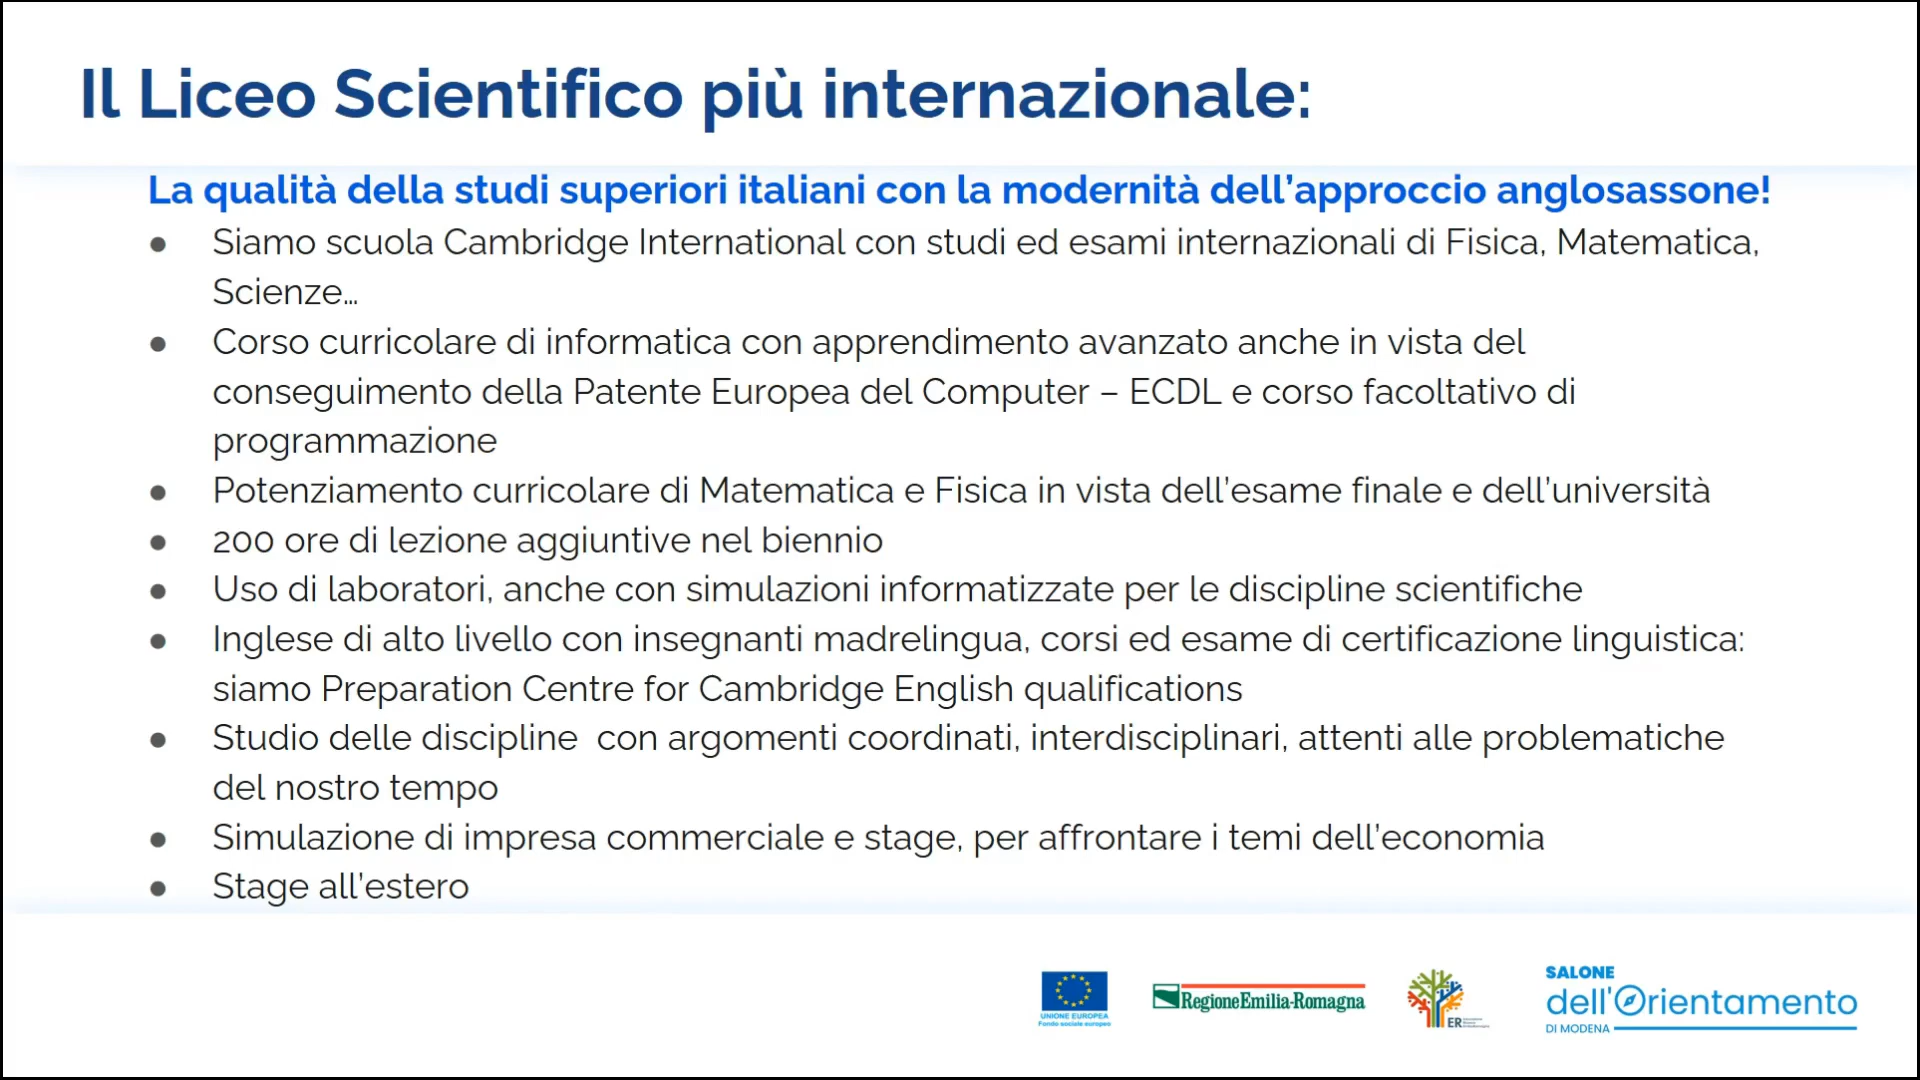 Il Liceo Scientifico più internazionale:
La qualità della studi superiori italiani con la modernità dell’approccio anglosassone!
● Siamo scuola Cambridge International con studi ed esami internazionali di Fisica, Matematica,
Scienze…
● Corso curricolare di informatica con apprendimento avanzato anche in vista del
conseguimento della Patente Europea del Computer – ECDL e corso facoltativo di
programmazione
● Potenziamento curricolare di Matematica e Fisica in vista dell’esame finale e dell’università
● 200 ore di lezione aggiuntive nel biennio
● Uso di laboratori, anche con simulazioni informatizzate per le discipline scientifiche
● Inglese di alto livello con insegnanti madrelingua, corsi ed esame di certificazione linguistica:
siamo Preparation Centre for Cambridge English qualifications
● Studio delle discipline  con argomenti coordinati, interdisciplinari, attenti alle problematiche
del nostro tempo
● Simulazione di impresa commerciale e stage, per affrontare i temi dell’economia
● Stage all’estero
UNIONE EUROPEA
Fondo sociale europeo
RegioneEmilia-Romagna
ER
SALONE
dell'Orientamento
DI MODENA